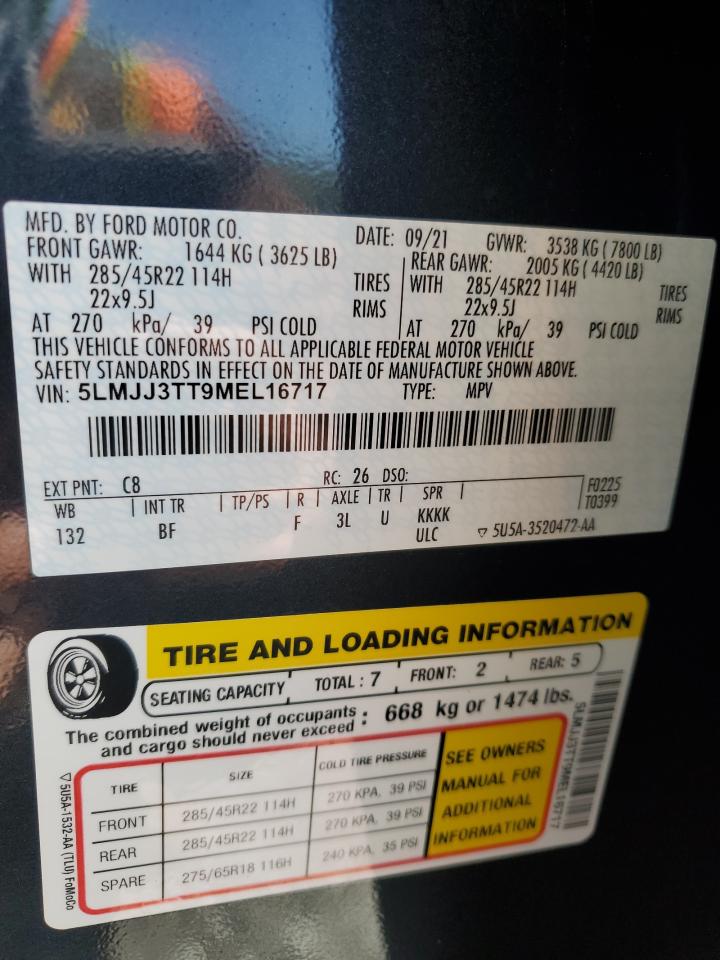 MFD. BY FORD MOTOR CO. DATE: 09/21 GVWR: 3538 KG ( 7800 LB)
FRONT GAWR: 1644 KG ( 3625 LB) REAR GAWR: 2005 KG ( 4420 LB)
WITH 285/45R22 114H TIRES WITH 285/45R22 114H TIRES
22x9.5J RIMS 22x9.5J RIMS
AT 270 kPa/ 39 PSI COLD AT 270 kPa/ 39 PSI COLD
THIS VEHICLE CONFORMS TO ALL APPLICABLE FEDERAL MOTOR VEHICLE
SAFETY STANDARDS IN EFFECT ON THE DATE OF MANUFACTURE SHOWN ABOVE.
VIN: 5LMJJ3TT9MEL16717 TYPE: MPV
EXT PNT: C8 RC: 26 DSO: F0225
WB INT TR TP/PS R AXLE TR SPR T0399
132 BF F 3L U KKKK
ULC 5U5A-3520472-AA
TIRE AND LOADING INFORMATION
SEATING CAPACITY TOTAL : 7 FRONT: 2 REAR: 5
The combined weight of occupants and cargo should never exceed : 668 kg or 1474 lbs.
TIRE SIZE COLD TIRE PRESSURE
FRONT 285/45R22 114H 270 KPA, 39 PSI
REAR 285/45R22 114H 270 KPA, 39 PSI
SPARE 275/65R18 116H 240 KPA, 35 PSI
SEE OWNERS
MANUAL FOR
ADDITIONAL
INFORMATION
5U5A-1532-AA (TLU) FoMoCo
5LMJJ3TT9MEL16717